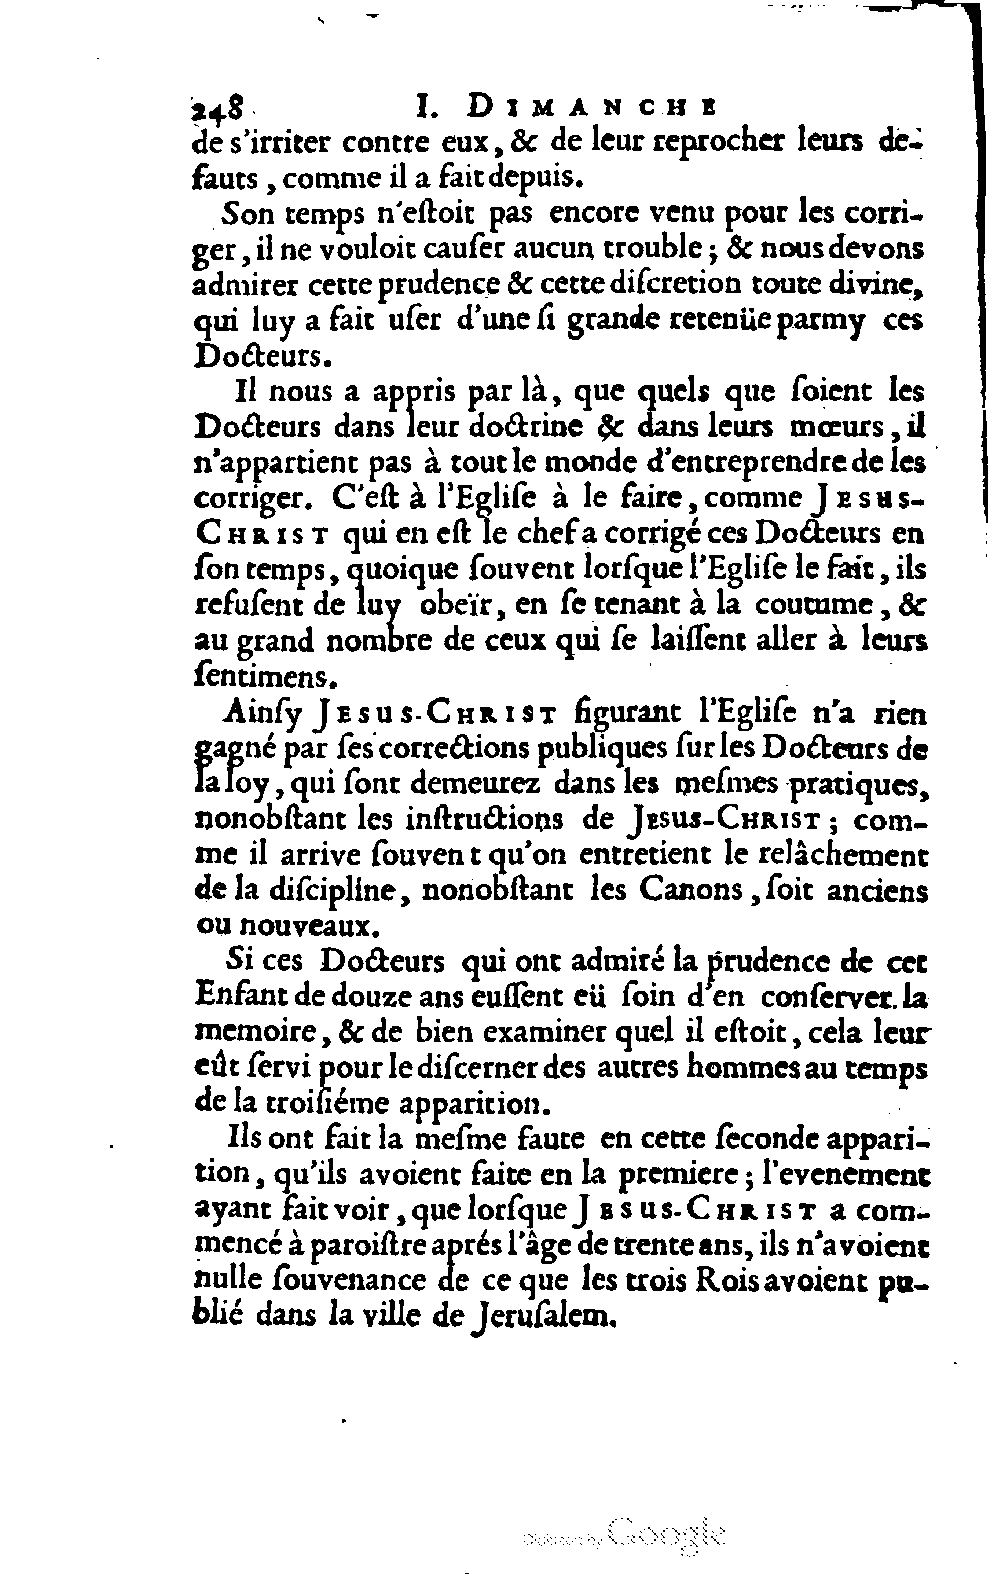 248 I. DIMANCHE
de s'irriter contre eux, & de leur reprocher leurs de-
fauts, comme il a fait depuis.
Son temps n'eſtoit pas encore venu pour les corri-
ger, il ne vouloit cauſer aucun trouble; & nous devons
admirer cette prudence & cette diſcretion toute divine,
qui luy a fait uſer d'une ſi grande retenüe parmy ces
Docteurs.
Il nous a appris par là, que quels que ſoient les
Docteurs dans leur doctrine & dans leurs mœurs, il
n'appartient pas à tout le monde d'entreprendre de les
corriger. C'eſt à l'Egliſe à le faire, comme JESUS-
CHRIST qui en eſt le chef a corrigé ces Docteurs en
ſon temps, quoique ſouvent lorſque l'Egliſe le fait, ils
refuſent de luy obeïr, en ſe tenant à la coutume, &
au grand nombre de ceux qui ſe laiſſent aller à leurs
ſentimens.
Ainſy JESUS-CHRIST figurant l'Egliſe n'a rien
gagné par ſes corrections publiques ſur les Docteurs de
la loy, qui ſont demeurez dans les meſmes pratiques,
nonobſtant les inſtructions de JESUS-CHRIST; com-
me il arrive ſouvent qu'on entretient le relâchement
de la diſcipline, nonobſtant les Canons, ſoit anciens
ou nouveaux.
Si ces Docteurs qui ont admiré la prudence de cet
Enfant de douze ans euſſent eü ſoin d'en conſerver la
memoire, & de bien examiner quel il eſtoit, cela leur
eût ſervi pour le diſcerner des autres hommes au temps
de la troiſiéme apparition.
Ils ont fait la meſme faute en cette ſeconde appari-
tion, qu'ils avoient faite en la premiere; l'evenement
ayant fait voir, que lorſque JESUS-CHRIST a com-
mencé à paroiſtre aprés l'âge de trente ans, ils n'avoient
nulle ſouvenance de ce que les trois Rois avoient pu-
blié dans la ville de Jeruſalem.
Digitized by Google